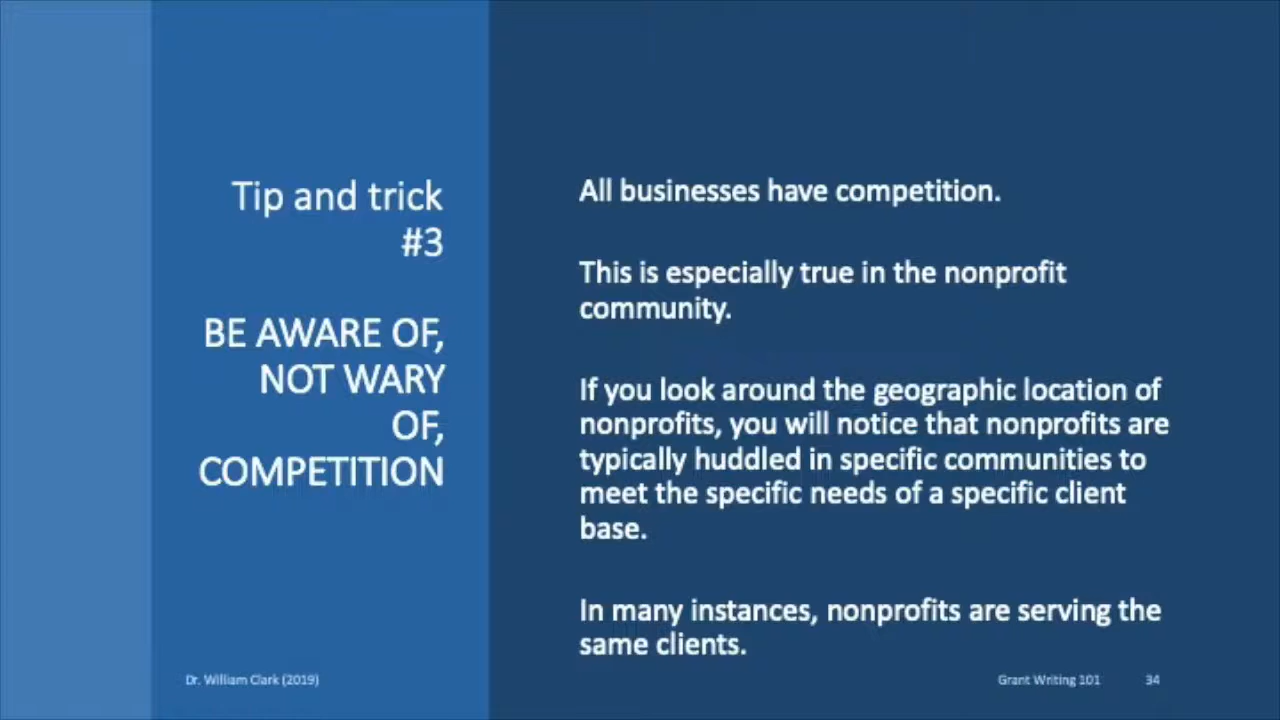 Tip and trick
#3
BE AWARE OF,
NOT WARY
OF,
COMPETITION
All businesses have competition.
This is especially true in the nonprofit
community.
If you look around the geographic location of
nonprofits, you will notice that nonprofits are
typically huddled in specific communities to
meet the specific needs of a specific client
base.
In many instances, nonprofits are serving the
same clients.
Dr. William Clark (2019)
Grant Writing 101
34